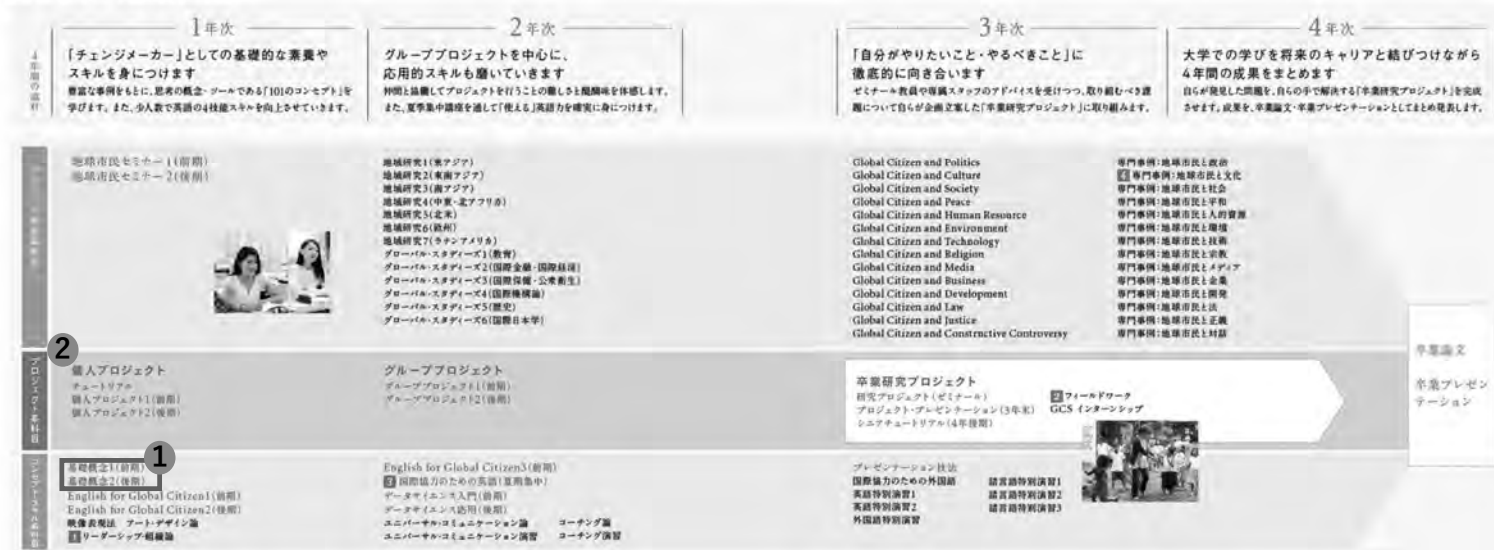 1年次
「チェンジメーカー」としての基礎的な素養や
スキルを身につけます
豊富な事例をもとに、思考の概念・ツールである「101のコンセプト」を
学びます。また、少人数で英語の4技能スキルを向上させていきます。
2年次
グループプロジェクトを中心に、
応用的スキルも磨いていきます
仲間と協働してプロジェクトを行うことの難しさと醍醐味を体感します。
また、夏季集中講座を通して「使える」英語力を確実に身につけます。
3年次
「自分がやりたいこと・やるべきこと」に
徹底的に向き合います
ゼミナール教員や専属スタッフのアドバイスを受けつつ、取り組むべき課
題について自らが企画立案した「卒業研究プロジェクト」に取り組みます。
4年次
大学での学びを将来のキャリアと結びつけながら
4年間の成果をまとめます
自らが発見した問題を、自らの手で解決する「卒業研究プロジェクト」を完成
させます。成果を、卒業論文・卒業プレゼンテーションとしてまとめ発表します。
4年間の流れ
地球市民セミナー1(前期)
地球市民セミナー2(後期)
地域研究1(東アジア)
地域研究2(東南アジア)
地域研究3(南アジア)
地域研究4(中東・北アフリカ)
地域研究5(北米)
地域研究6(欧州)
地域研究7(ラテンアメリカ)
グローバル・スタディーズ1(教育)
グローバル・スタディーズ2(国際金融・国際経済)
グローバル・スタディーズ3(国際保健・公衆衛生)
グローバル・スタディーズ4(国際機構論)
グローバル・スタディーズ5(歴史)
グローバル・スタディーズ6(国際日本学)
Global Citizen and Politics
Global Citizen and Culture
Global Citizen and Society
Global Citizen and Peace
Global Citizen and Human Resource
Global Citizen and Environment
Global Citizen and Technology
Global Citizen and Religion
Global Citizen and Media
Global Citizen and Business
Global Citizen and Development
Global Citizen and Law
Global Citizen and Justice
Global Citizen and Constructive Controversy
専門事例:地球市民と政治
4 専門事例:地球市民と文化
専門事例:地球市民と社会
専門事例:地球市民と平和
専門事例:地球市民と人的資源
専門事例:地球市民と環境
専門事例:地球市民と技術
専門事例:地球市民と宗教
専門事例:地球市民とメディア
専門事例:地球市民と企業
専門事例:地球市民と開発
専門事例:地球市民と法
専門事例:地球市民と正義
専門事例:地球市民と対話
2
プロジェクト系科目
個人プロジェクト
チュートリアル
個人プロジェクト1(前期)
個人プロジェクト2(後期)
グループプロジェクト
グループプロジェクト1(前期)
グループプロジェクト2(後期)
卒業研究プロジェクト
研究プロジェクト(ゼミナール)
プロジェクト・プレゼンテーション(3年末)
シニアチュートリアル(4年後期)
2 フィールドワーク
GCS インターンシップ
卒業論文
卒業プレゼン
テーション
コンセプト・スキル系科目
1
基礎概念1(前期)
基礎概念2(後期)
English for Global Citizen1(前期)
English for Global Citizen2(後期)
映像表現法 アート・デザイン論
1 リーダーシップ・組織論
English for Global Citizen3(前期)
3 国際協力のための英語(夏期集中)
データサイエンス入門(前期)
データサイエンス応用(後期)
ユニバーサル・コミュニケーション論 コーチング論
ユニバーサル・コミュニケーション演習 コーチング演習
プレゼンテーション技法
国際協力のための外国語 諸言語特別演習1
英語特別演習1 諸言語特別演習2
英語特別演習2 諸言語特別演習3
外国語特別演習